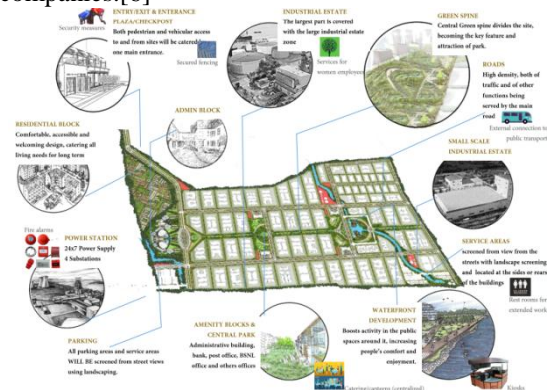 companies.[8]
ENTRY/EXIT & ENTERANCE
PLAZA/CHECKPOST
Security measures
Both pedestrian and vehicular access
to and from sites will be catered
one main entrance.
Secured fencing
INDUSTRIAL ESTATE
The largest part is covered
with the large industrial estate
zone
Services for
women employees
GREEN SPINE
Central Green spine divides the site,
becoming the key feature and
attraction of park.
ROADS
High density, both of
traffic and of other
functions being
served by the main
road
External connection to
public transport
RESIDENTIAL BLOCK
Comfortable, accessible and
welcoming design, catering all
living needs for long term
ADMIN BLOCK
SMALL SCALE
INDUSTRIAL ESTATE
Fire alarms
POWER STATION
24x7 Power Supply
4 Substations
SERVICE AREAS
screened from view from the
streets with landscape screening
and located at the sides or rears
of the buildings
Rest rooms for
extended work
PARKING
All parking areas and service areas
WILL BE screened from street views
using landscaping.
AMENITY BLOCKS &
CENTRAL PARK
Administrative building,
bank, post office, BSNL
office and others offices
Catering/canteens (centralized)
WATERFRONT
DEVELOPMENT
Boosts activity in the public
spaces around it, increasing
people's comfort and
enjoyment.
Kiosks